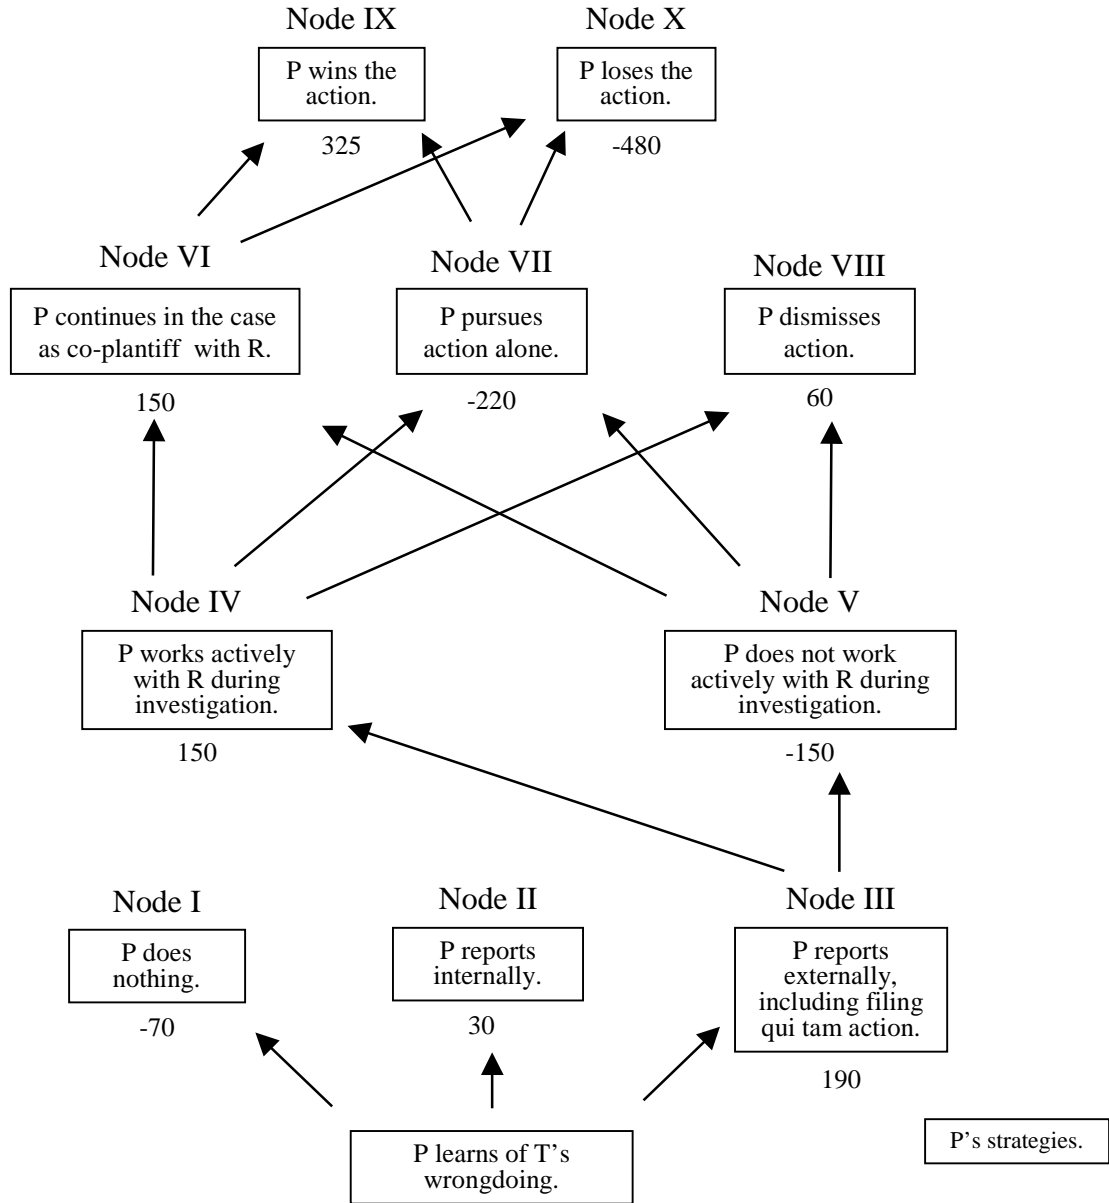 Node IX
Node X
P wins the
action.
P loses the
action.
325
-480
Node VI
Node VII
Node VIII
P continues in the case
as co-plantiff with R.
P pursues
action alone.
P dismisses
action.
150
-220
60
Node IV
Node V
P works actively
with R during
investigation.
P does not work
actively with R during
investigation.
150
-150
Node I
Node II
Node III
P does
nothing.
P reports
internally.
P reports
externally,
including filing
qui tam action.
-70
30
190
P learns of T’s
wrongdoing.
P’s strategies.